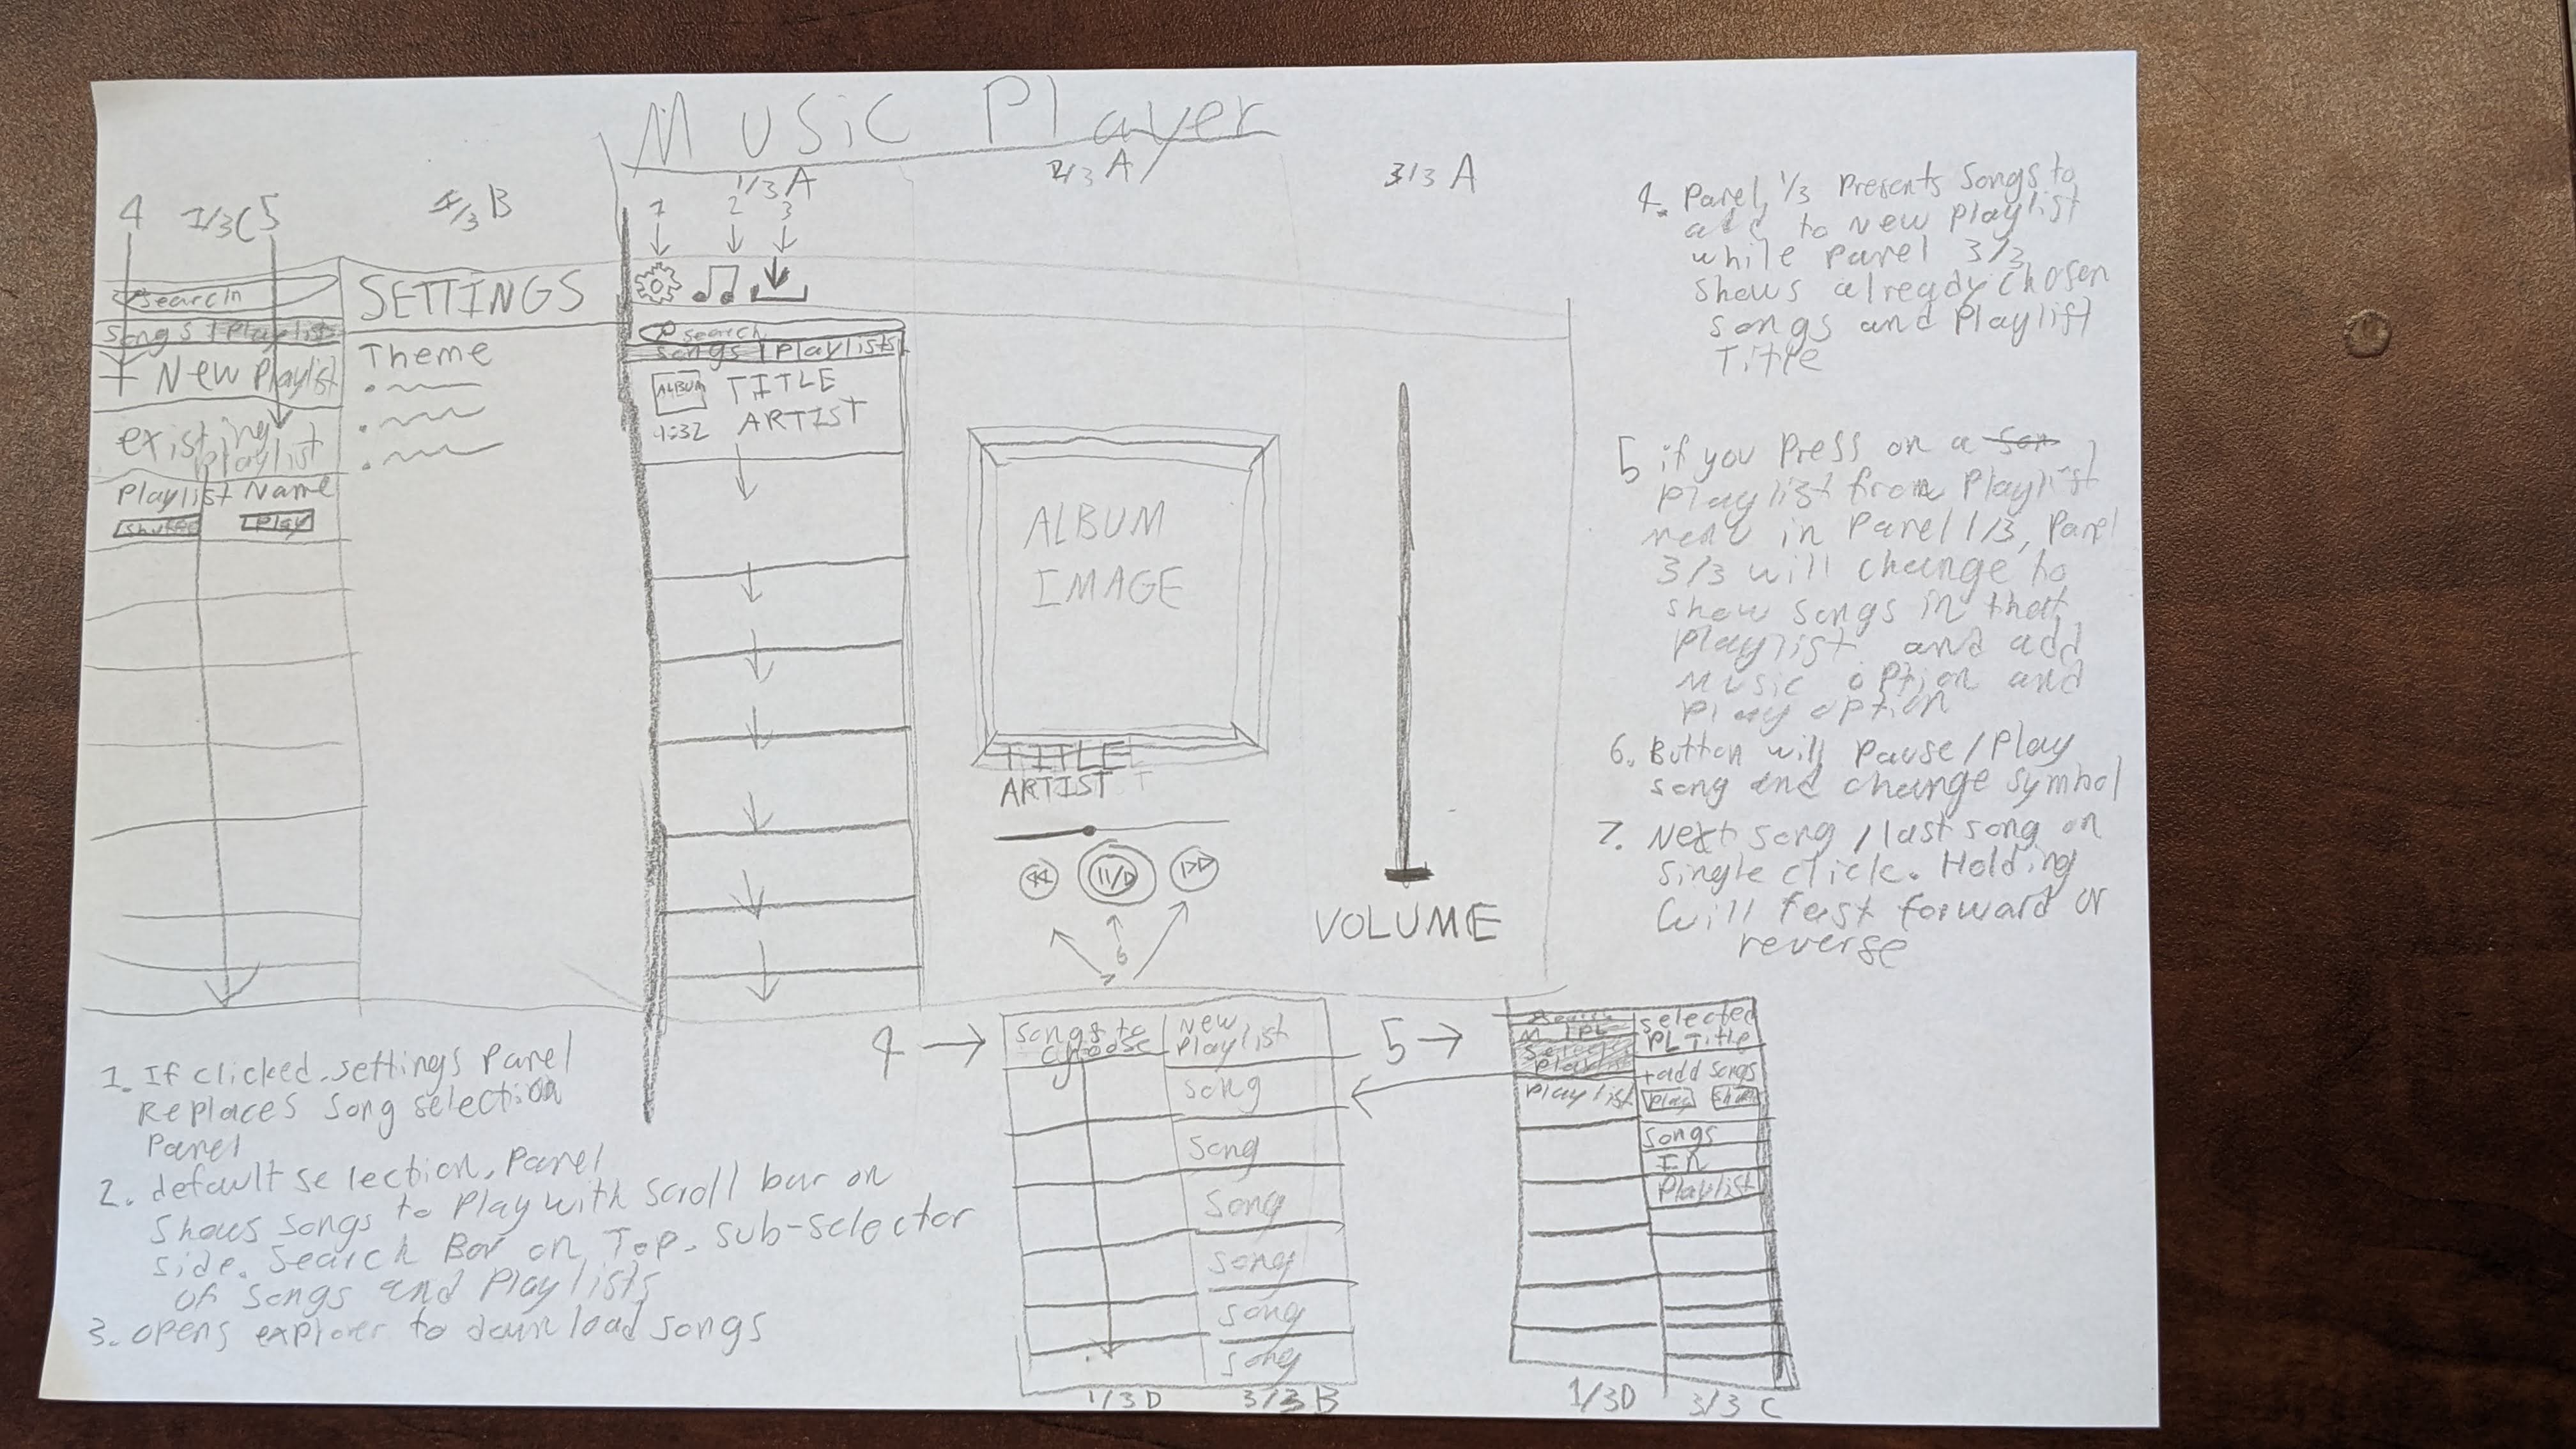 Music Player
1/3 A
2/3 A
3/3 A
4
1/3C
5
1/3 B
1
2
3
search
Songs | Playlist
+ New Playlist
existing playlist
Playlist Name
Shuffle
Play
SETTINGS
Theme
search
songs | Playlists
ALBUM
TITLE
4:32
ARTIST
ALBUM
IMAGE
TITLE
ARTIST
6
7
VOLUME
4. Panel 1/3 Presents Songs to
add to New Playlist
while Panel 3/3
shows already chosen
songs and Playlist
Title
5 if you Press on a
Playlist from Playlist
menu in Panel 1/3, Panel
3/3 will change to
show songs in that
Playlist and add
Music option and
Play option
6. Button will Pause/Play
song and change symbol
7. Next song / last song on
single click. Holding
will fast forward or
reverse
1. If clicked, settings Panel
Replaces Song selection
Panel
2. default selection, Panel
Shows songs to Play with scroll bar on
side. Search Bar on Top. sub-selector
of songs and Playlists
3. opens explorer to download songs
4
Songs to
choose
New
Playlist
Song
Song
Song
Song
Song
Song
1/3 D
3/3 B
5
Search
M | PL
Select
Playlist
Playlist
selected
PL Title
+add songs
Play
Shuf
songs
In
Playlist
1/3D
3/3 C